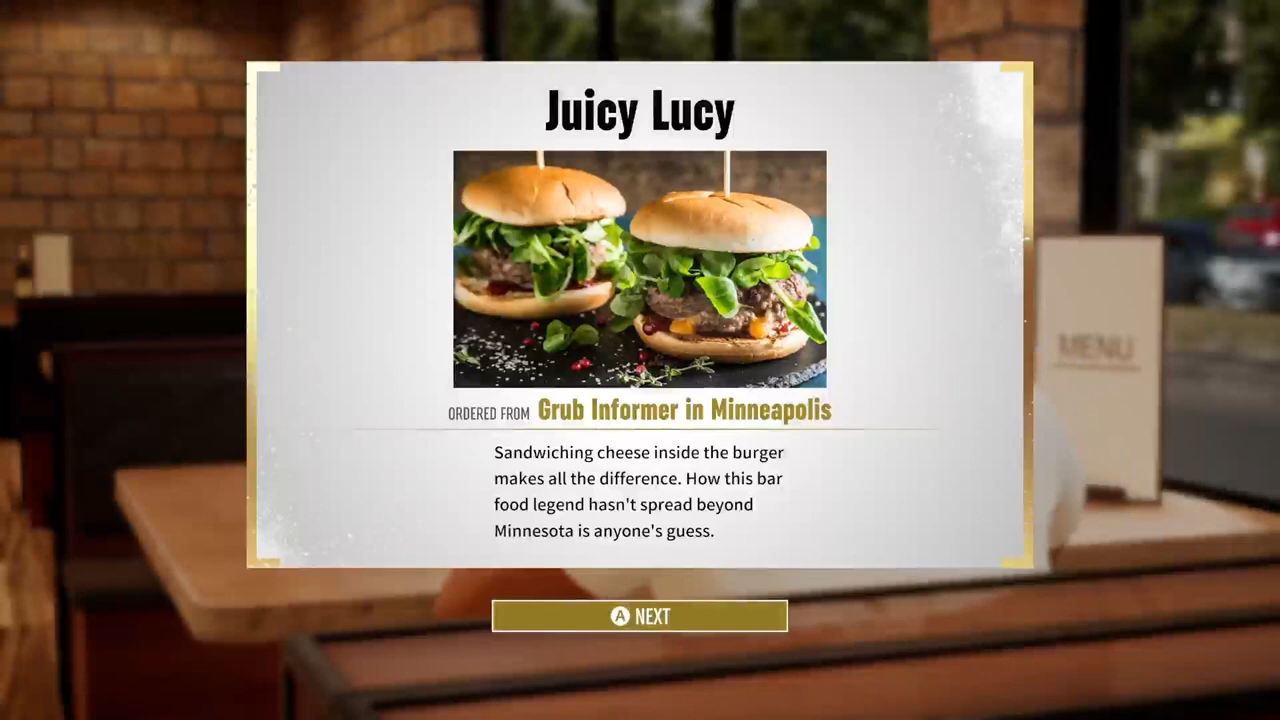 Juicy Lucy
ORDERED FROM Grub Informer in Minneapolis
Sandwiching cheese inside the burger
makes all the difference. How this bar
food legend hasn't spread beyond
Minnesota is anyone's guess.
MENU
A NEXT